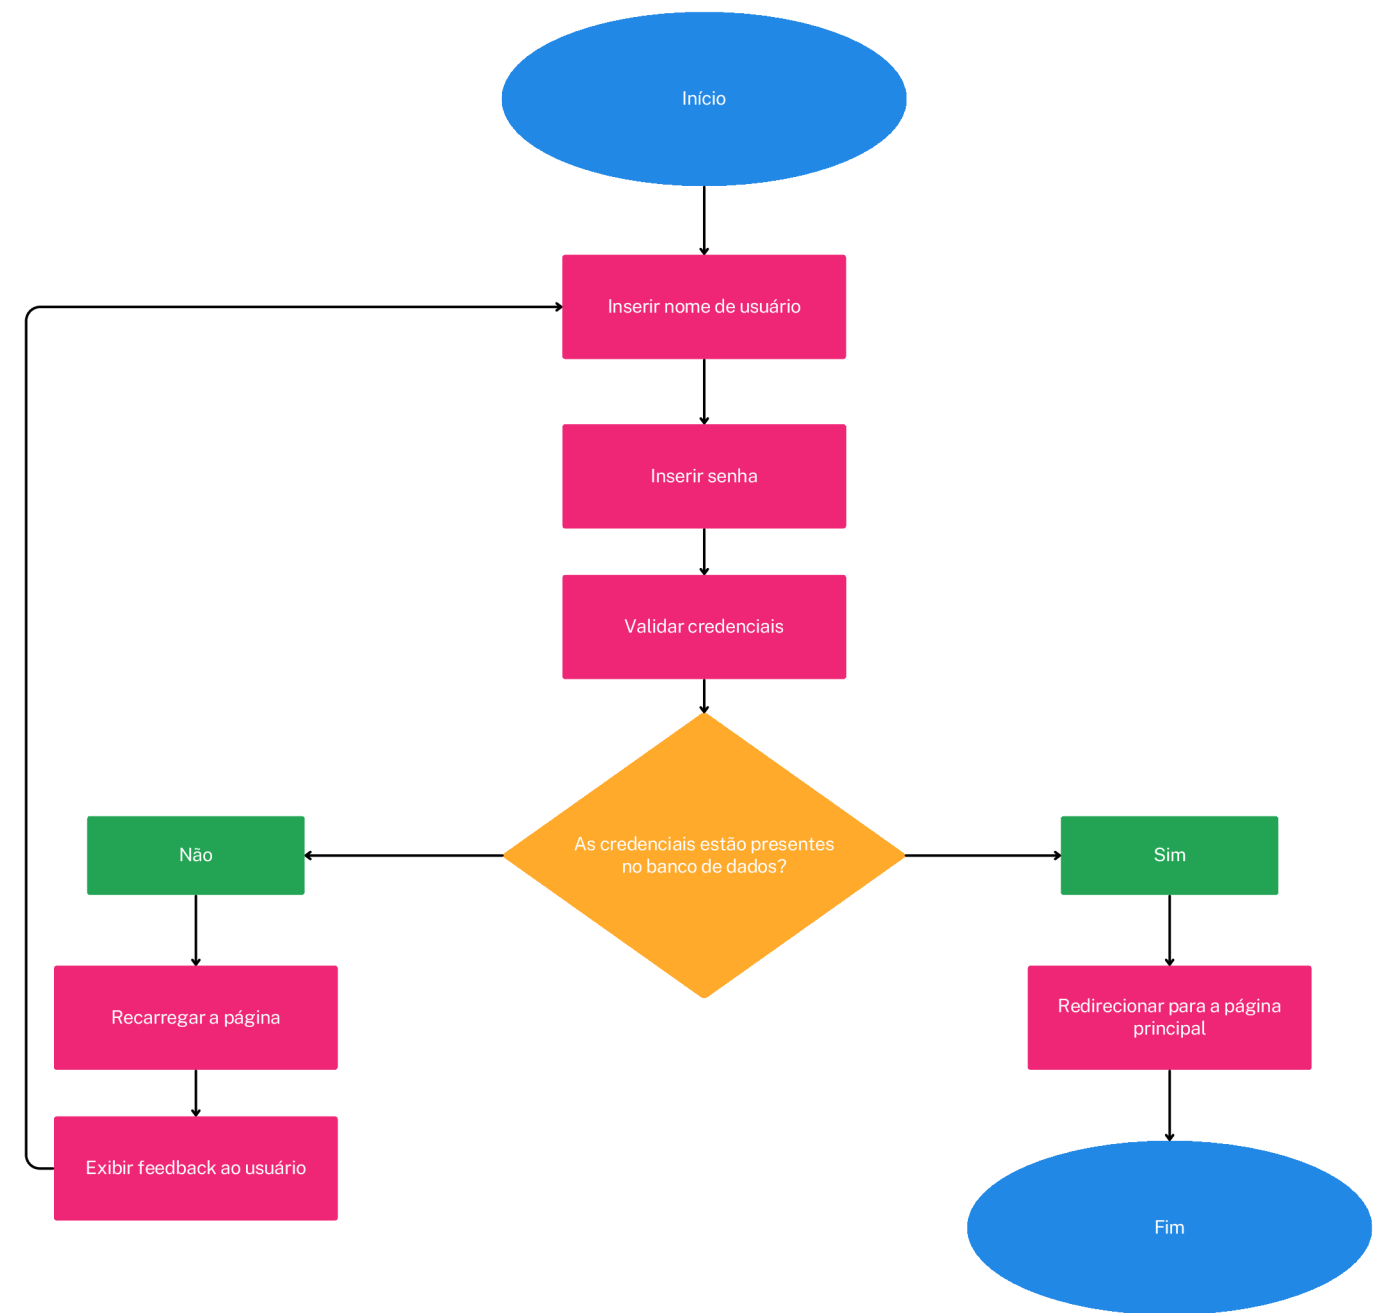 Início
Inserir nome de usuário
Inserir senha
Validar credenciais
As credenciais estão presentes
no banco de dados?
Não
Sim
Recarregar a página
Redirecionar para a página
principal
Exibir feedback ao usuário
Fim